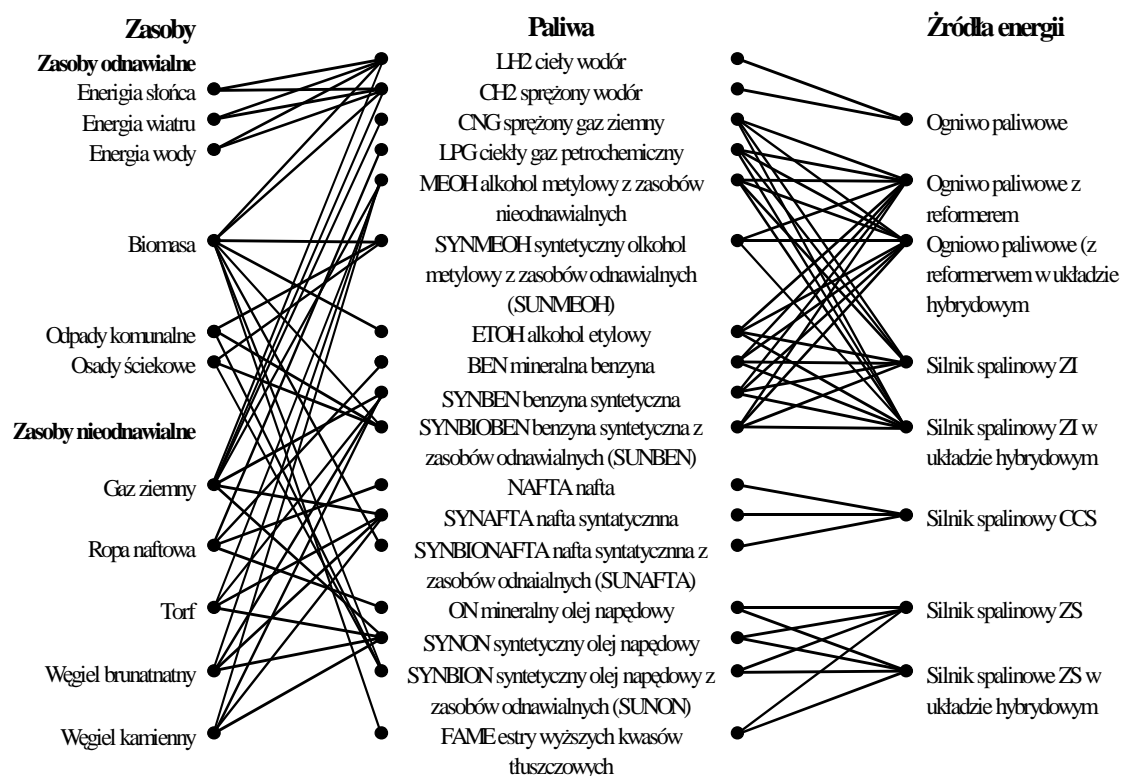 Zasoby
Zasoby odnawialne
Enerigia słońca
Energia wiatru
Energia wody
Biomasa
Odpady komunalne
Osady ściekowe
Zasoby nieodnawialne
Gaz ziemny
Ropa naftowa
Torf
Węgiel brunatnatny
Węgiel kamienny
Paliwa
LH2 cieły wodór
CH2 sprężony wodór
CNG sprężony gaz ziemny
LPG ciekły gaz petrochemiczny
MEOH alkohol metylowy z zasobów
nieodnawialnych
SYNMEOH syntetyczny olkohol
metylowy z zasobów odnawialnych
(SUNMEOH)
ETOH alkohol etylowy
BEN mineralna benzyna
SYNBEN benzyna syntetyczna
SYNBIOBEN benzyna syntetyczna z
zasobów odnawialnych (SUNBEN)
NAFTA nafta
SYNAFTA nafta syntatycznna
SYNBIONAFTA nafta syntatycznna z
zasobów odnaialnych (SUNAFTA)
ON mineralny olej napędowy
SYNON syntetyczny olej napędowy
SYNBION syntetyczny olej napędowy z
zasobów odnawialnych (SUNON)
FAME estry wyższych kwasów
tłuszczowych
Żródła energii
Ogniwo paliwowe
Ogniwo paliwowe z
reformerem
Ogniowo paliwowe (z
reformerwem w układzie
hybrydowym
Silnik spalinowy ZI
Silnik spalinowy ZI w
układzie hybrydowym
Silnik spalinowy CCS
Silnik spalinowy ZS
Silnik spalinowe ZS w
układzie hybrydowym